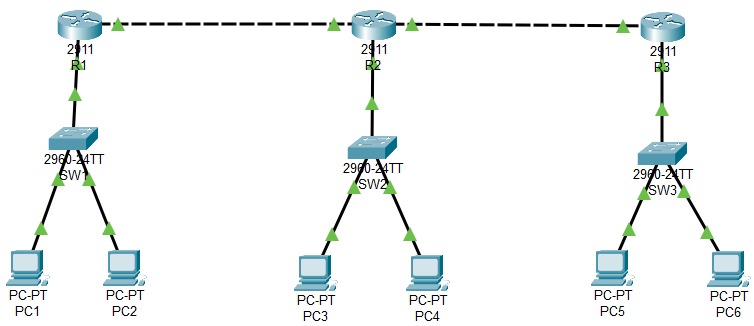 2911
R1
2911
R2
2911
R3
2960-24TT
SW1
2960-24TT
SW2
2960-24TT
SW3
PC-PT
PC1
PC-PT
PC2
PC-PT
PC3
PC-PT
PC4
PC-PT
PC5
PC-PT
PC6